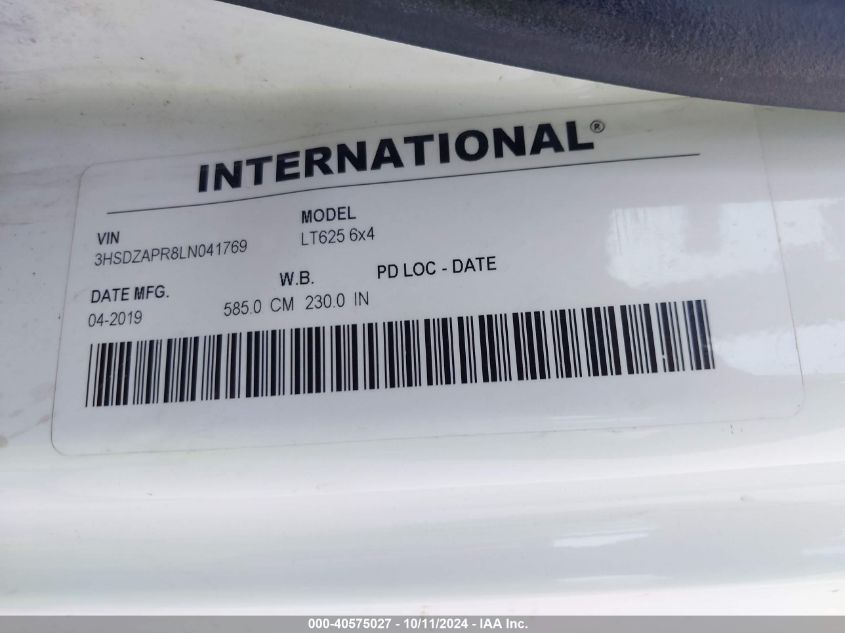 INTERNATIONAL®
VIN
3HSDZAPR8LN041769
MODEL
LT625 6x4
DATE MFG.
04-2019
W.B.
585.0 CM 230.0 IN
PD LOC - DATE
000-40575027 - 10/11/2024 - IAA Inc.